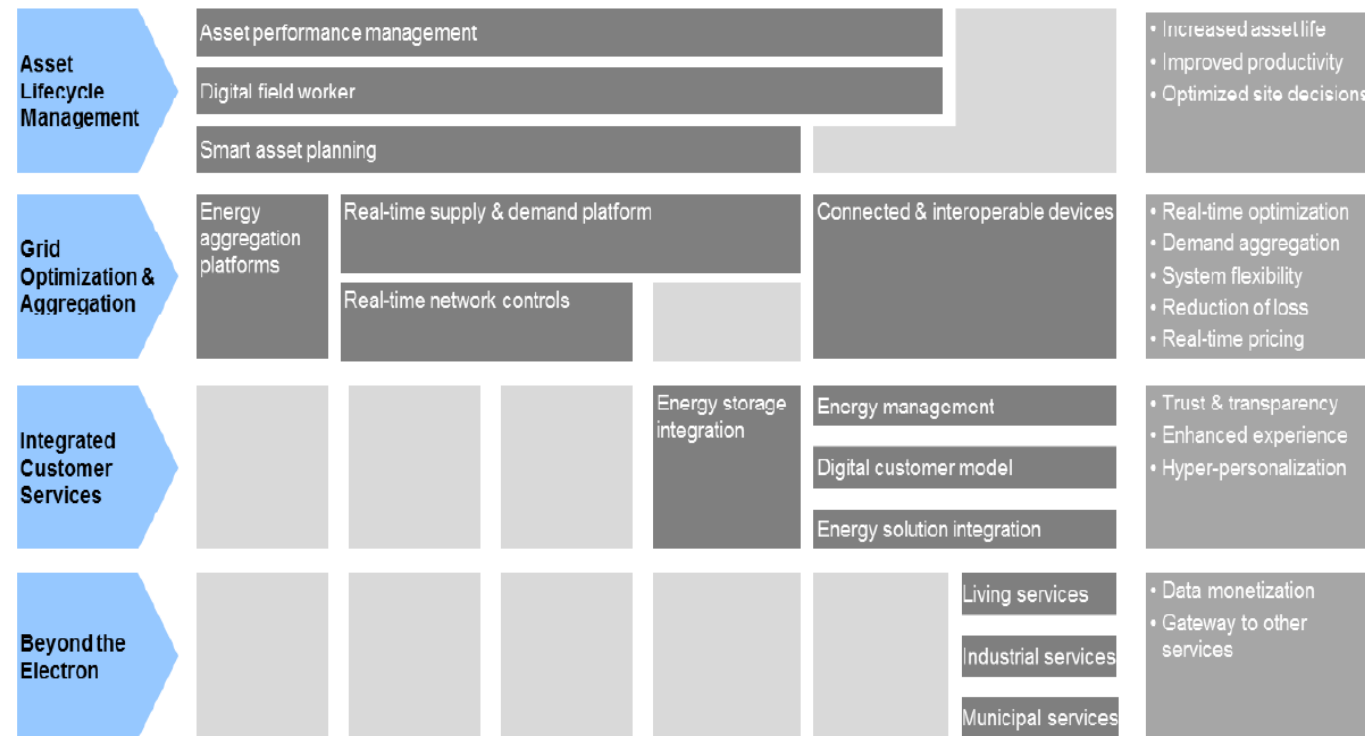 Asset
Lifecycle
Management
Asset performance management
Digital field worker
Smart asset planning
• Increased asset life
• Improved productivity
• Optimized site decisions
Grid
Optimization &
Aggregation
Energy
aggregation
platforms
Real-time supply & demand platform
Real-time network controls
Connected & interoperable devices
• Real-time optimization
• Demand aggregation
• System flexibility
• Reduction of loss
• Real-time pricing
Integrated
Customer
Services
Energy storage
integration
Energy management
Digital customer model
Energy solution integration
• Trust & transparency
• Enhanced experience
• Hyper-personalization
Beyond the
Electron
Living services
Industrial services
Municipal services
• Data monetization
• Gateway to other
services